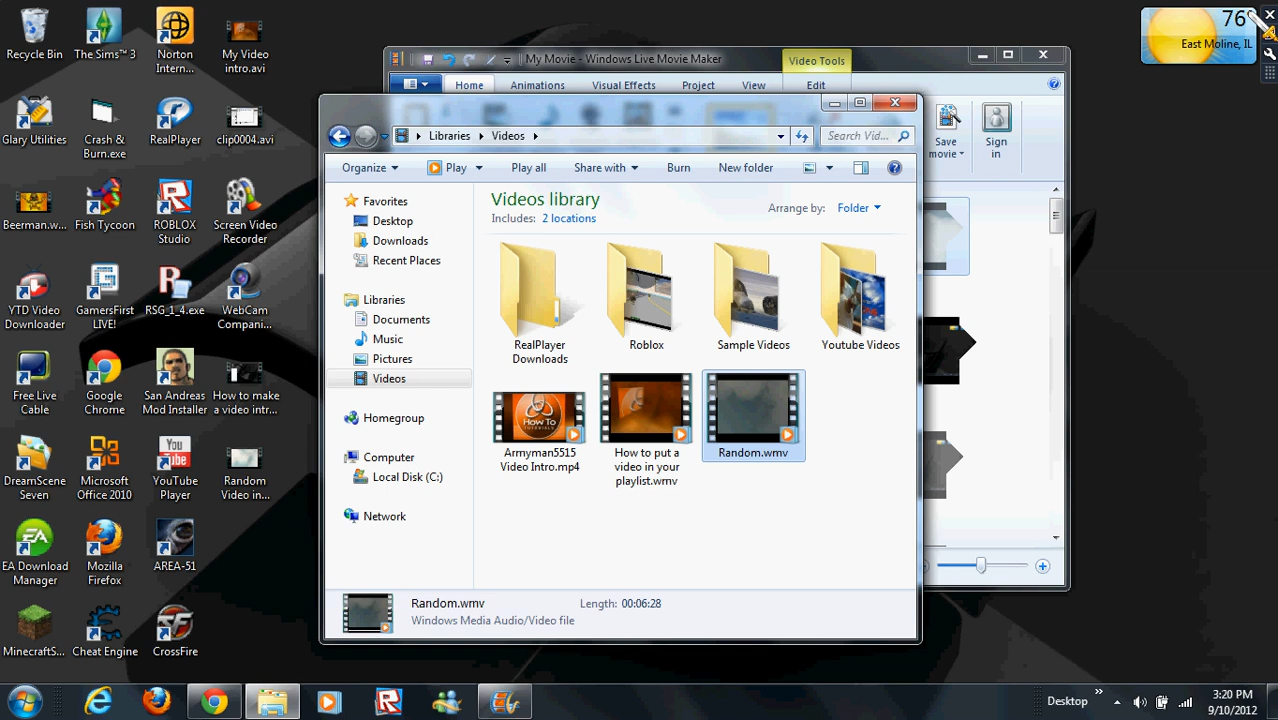 Recycle Bin
The Sims™ 3
Norton
Intern...
My Video
intro.avi
Glary Utilities
Crash &
Burn.exe
RealPlayer
clip0004.avi
Beerman.w...
Fish Tycoon
ROBLOX
Studio
Screen Video
Recorder
YTD Video
Downloader
GamersFirst
LIVE!
RSG_1_4.exe
WebCam
Compani...
Free Live
Cable
Google
Chrome
San Andreas
Mod Installer
How to make
a video intr...
DreamScene
Seven
Microsoft
Office 2010
YouTube
Player
Random
Video in...
EA Download
Manager
Mozilla
Firefox
AREA-51
MinecraftS...
Cheat Engine
CrossFire
76°
East Moline, IL
My Movie - Windows Live Movie Maker
Video Tools
Home
Animations
Visual Effects
Project
View
Edit
Save
movie
Sign
in
Libraries
Videos
Search Vid...
Organize
Play
Play all
Share with
Burn
New folder
Favorites
Desktop
Downloads
Recent Places
Libraries
Documents
Music
Pictures
Videos
Homegroup
Computer
Local Disk (C:)
Network
Videos library
Includes: 2 locations
Arrange by: Folder
RealPlayer
Downloads
Roblox
Sample Videos
Youtube Videos
How To
Armyman5515
Video Intro.mp4
How to put a
video in your
playlist.wmv
Random.wmv
Random.wmv
Length: 00:06:28
Windows Media Audio/Video file
Desktop
3:20 PM
9/10/2012